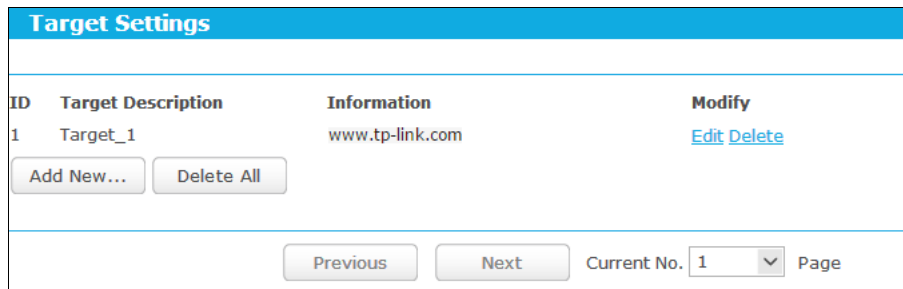 Target Settings
ID Target Description Information Modify
1 Target_1 www.tp-link.com Edit Delete
Add New... Delete All
Previous Next Current No. 1 Page